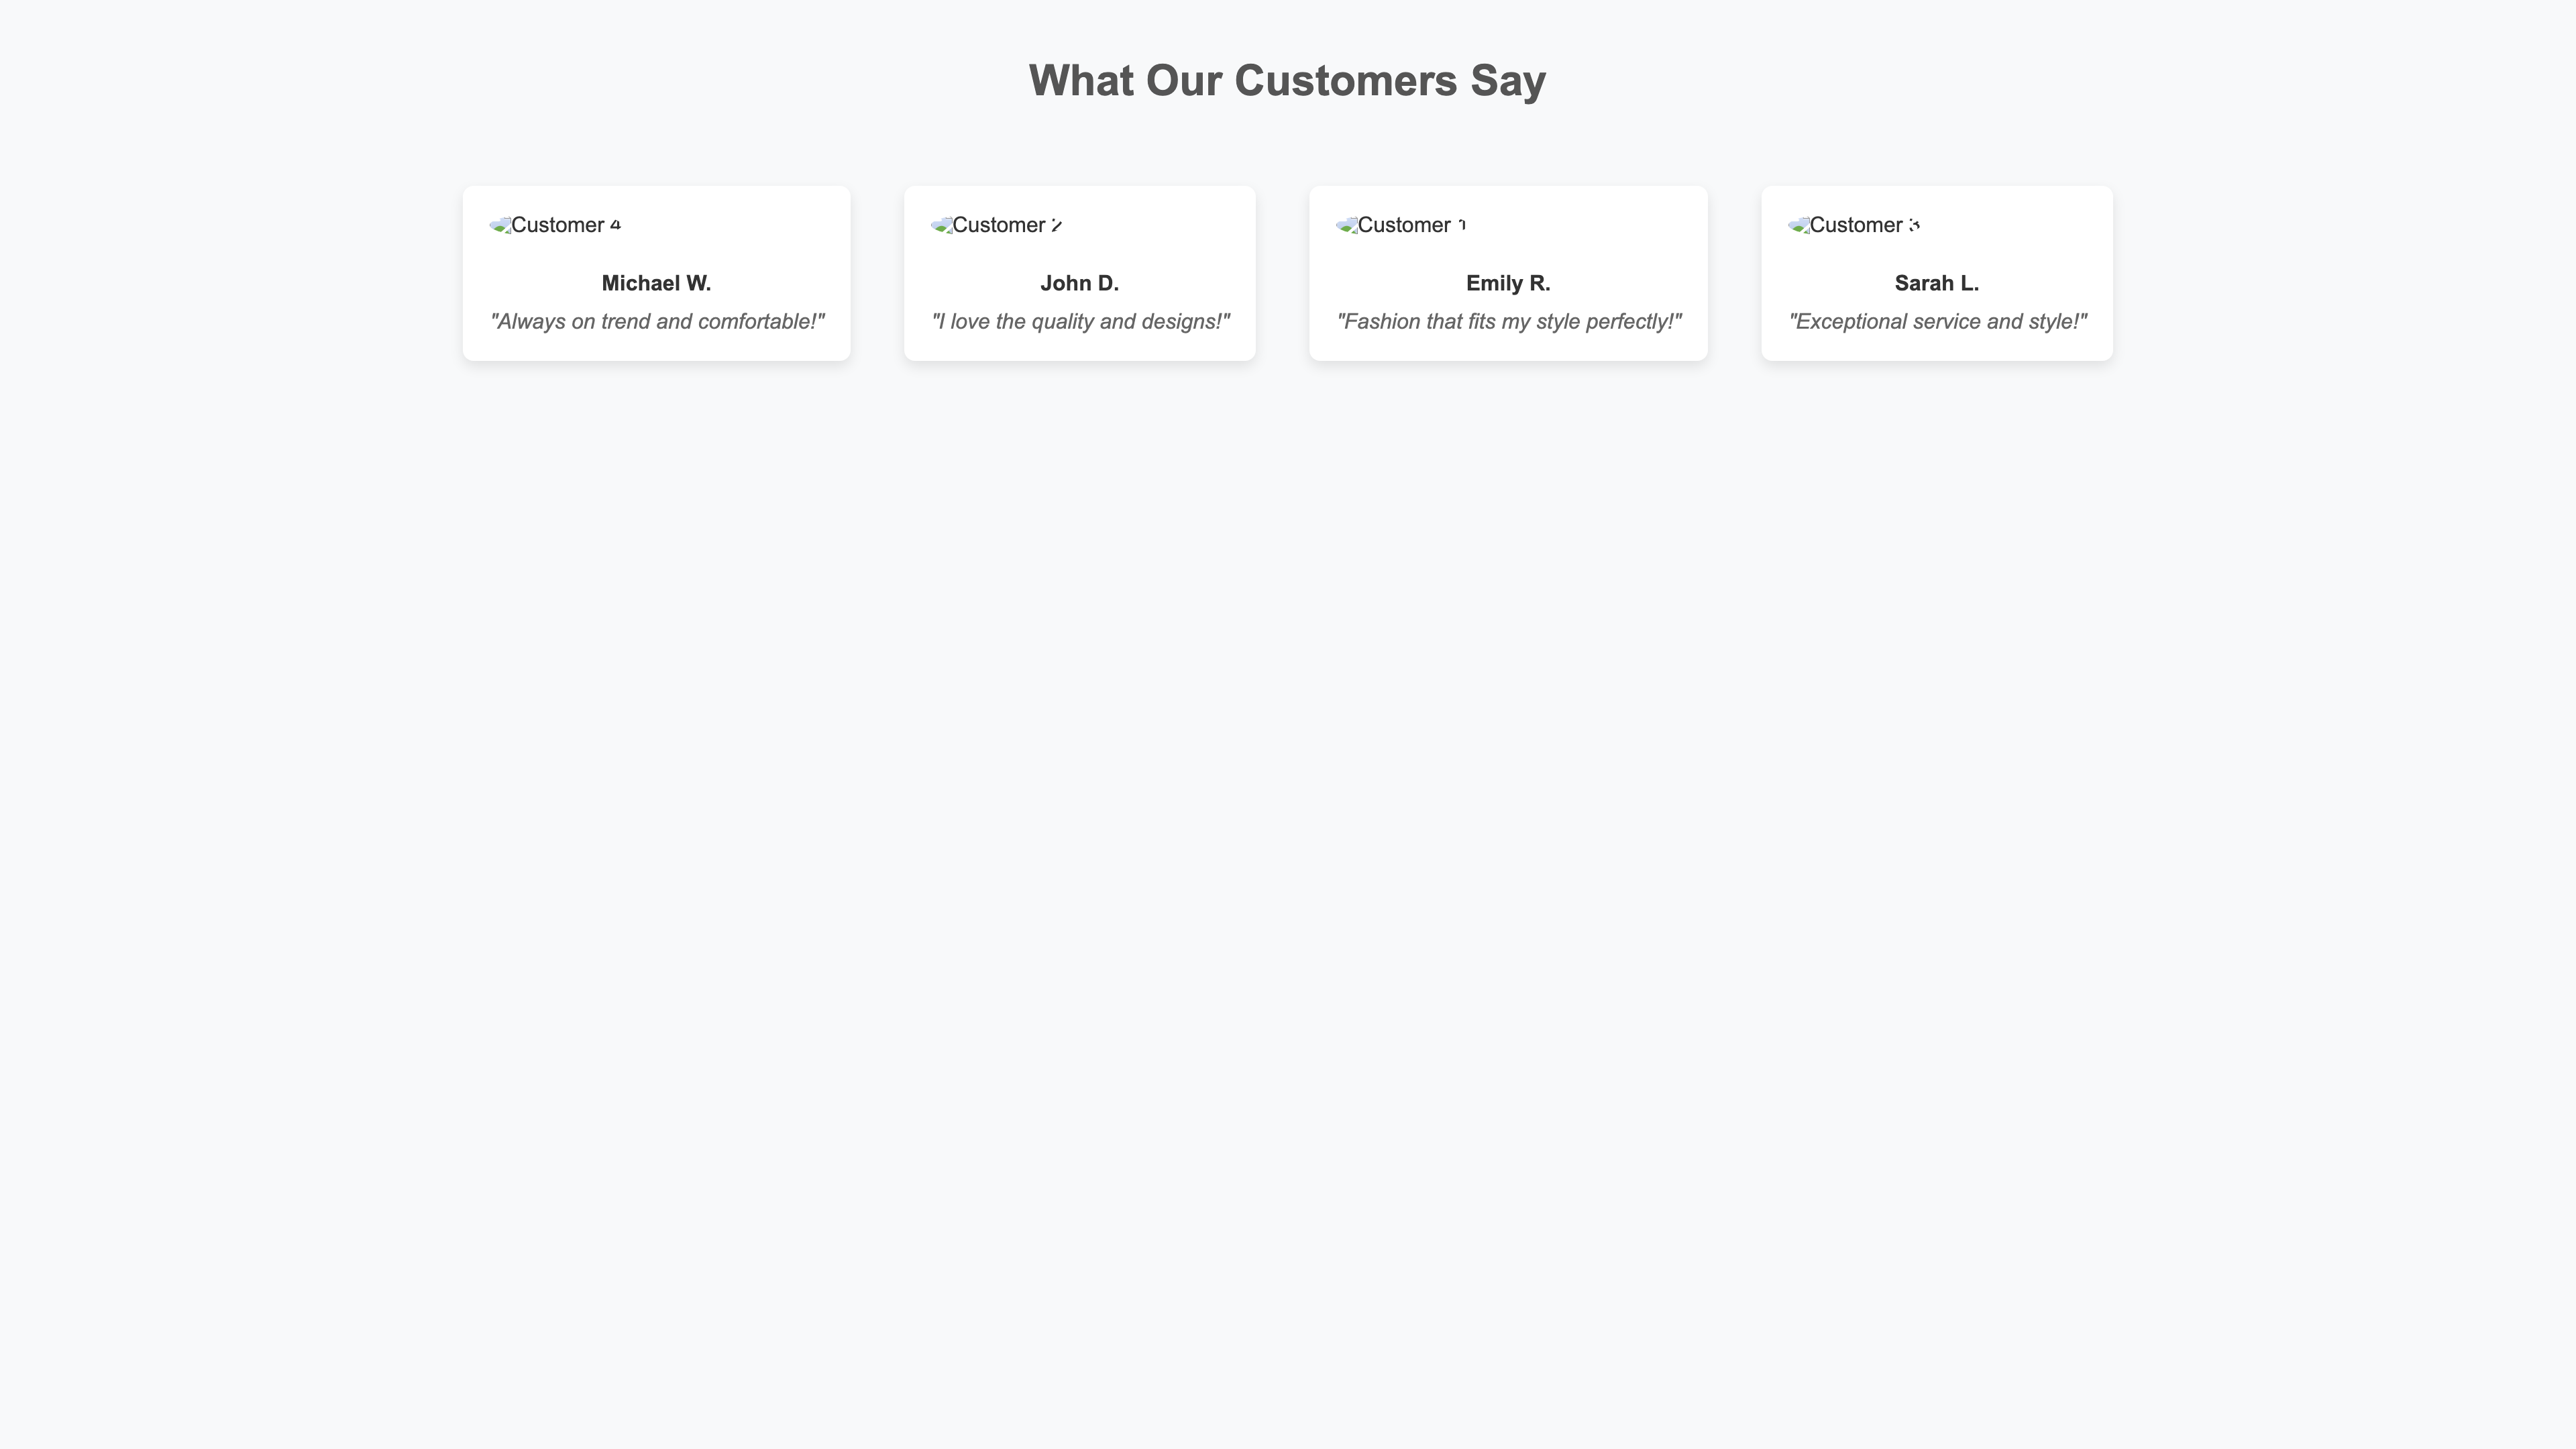 What Our Customers Say
Customer 4
Michael W.
"Always on trend and comfortable!"
Customer 2
John D.
"I love the quality and designs!"
Customer 1
Emily R.
"Fashion that fits my style perfectly!"
Customer 3
Sarah L.
"Exceptional service and style!"